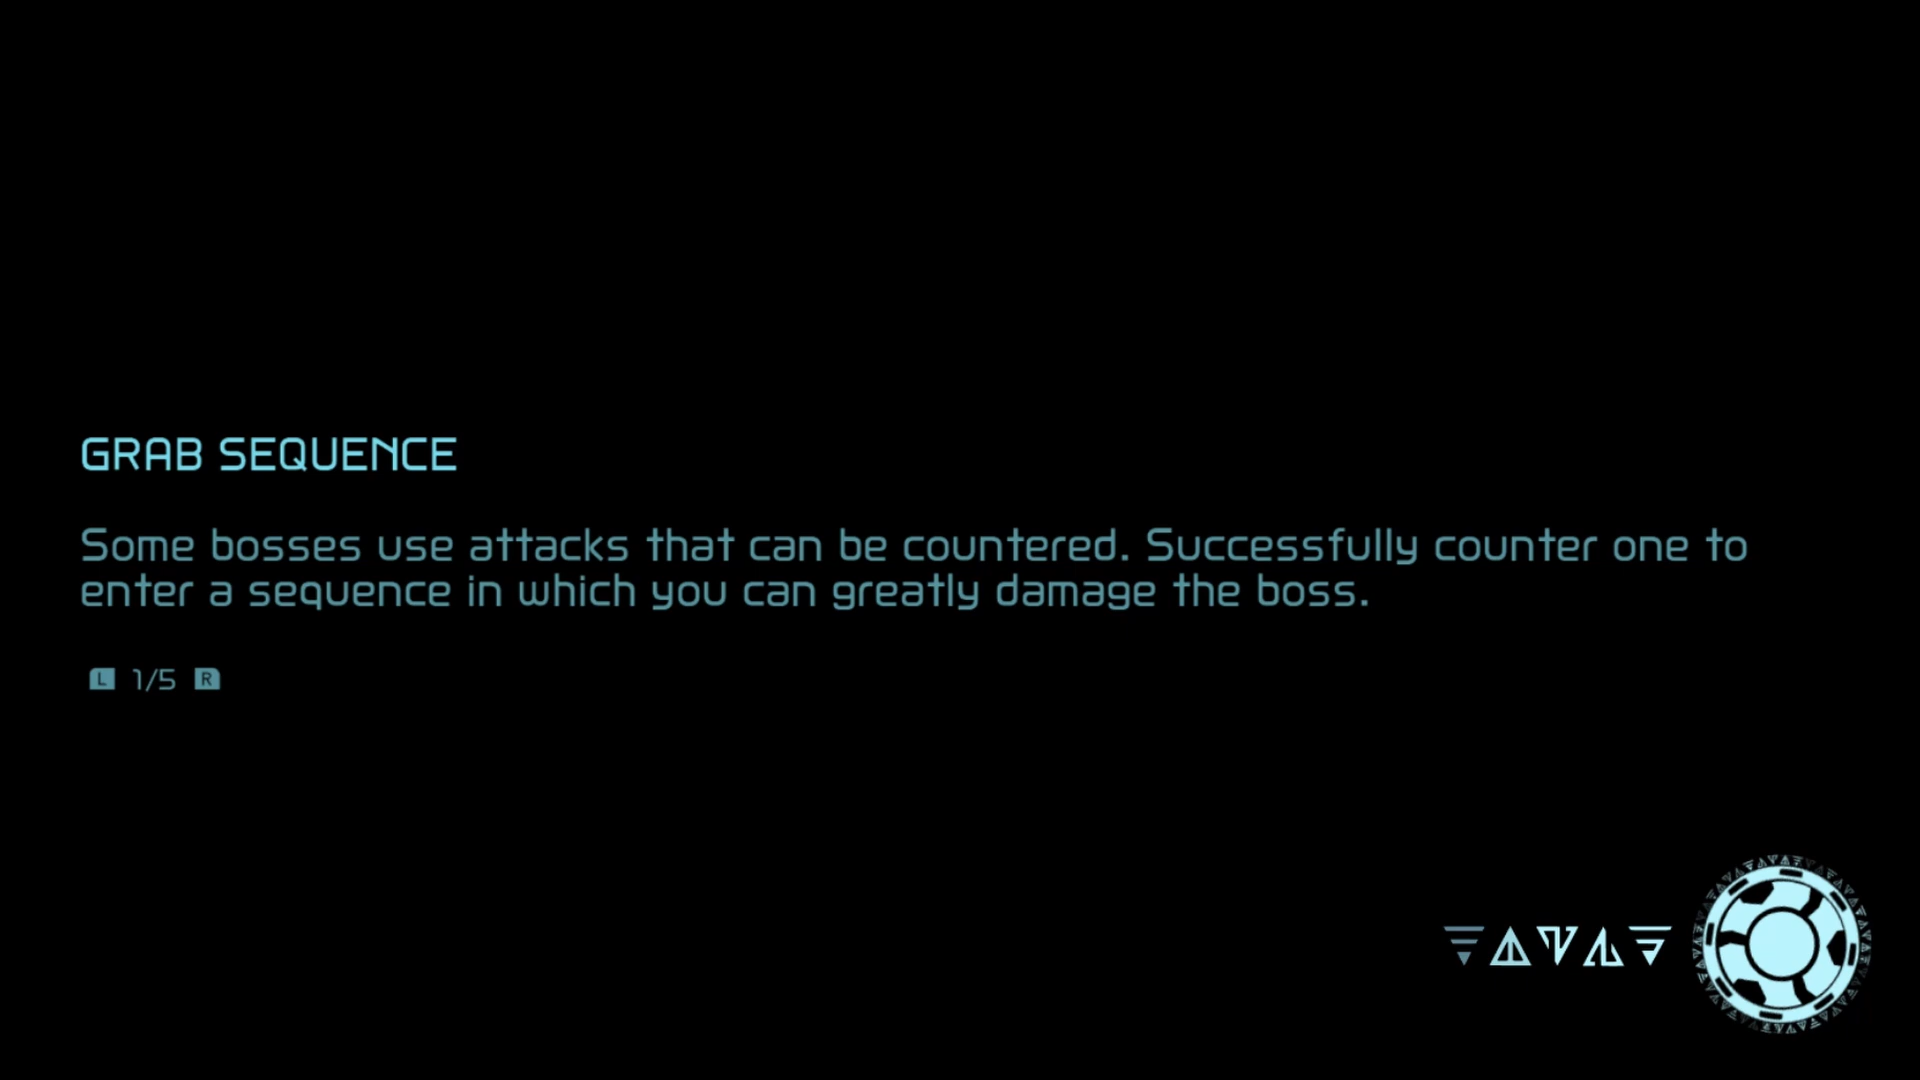 GRAB SEQUENCE
Some bosses use attacks that can be countered. Successfully counter one to
enter a sequence in which you can greatly damage the boss.
L 1/5 R